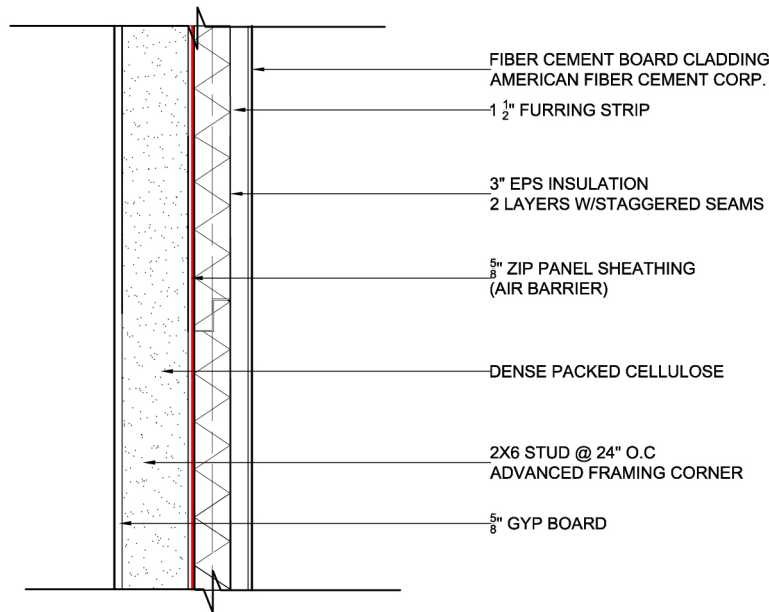 FIBER CEMENT BOARD CLADDING
AMERICAN FIBER CEMENT CORP.
1 1/2" FURRING STRIP
3" EPS INSULATION
2 LAYERS W/STAGGERED SEAMS
5/8" ZIP PANEL SHEATHING
(AIR BARRIER)
DENSE PACKED CELLULOSE
2X6 STUD @ 24" O.C
ADVANCED FRAMING CORNER
5/8" GYP BOARD